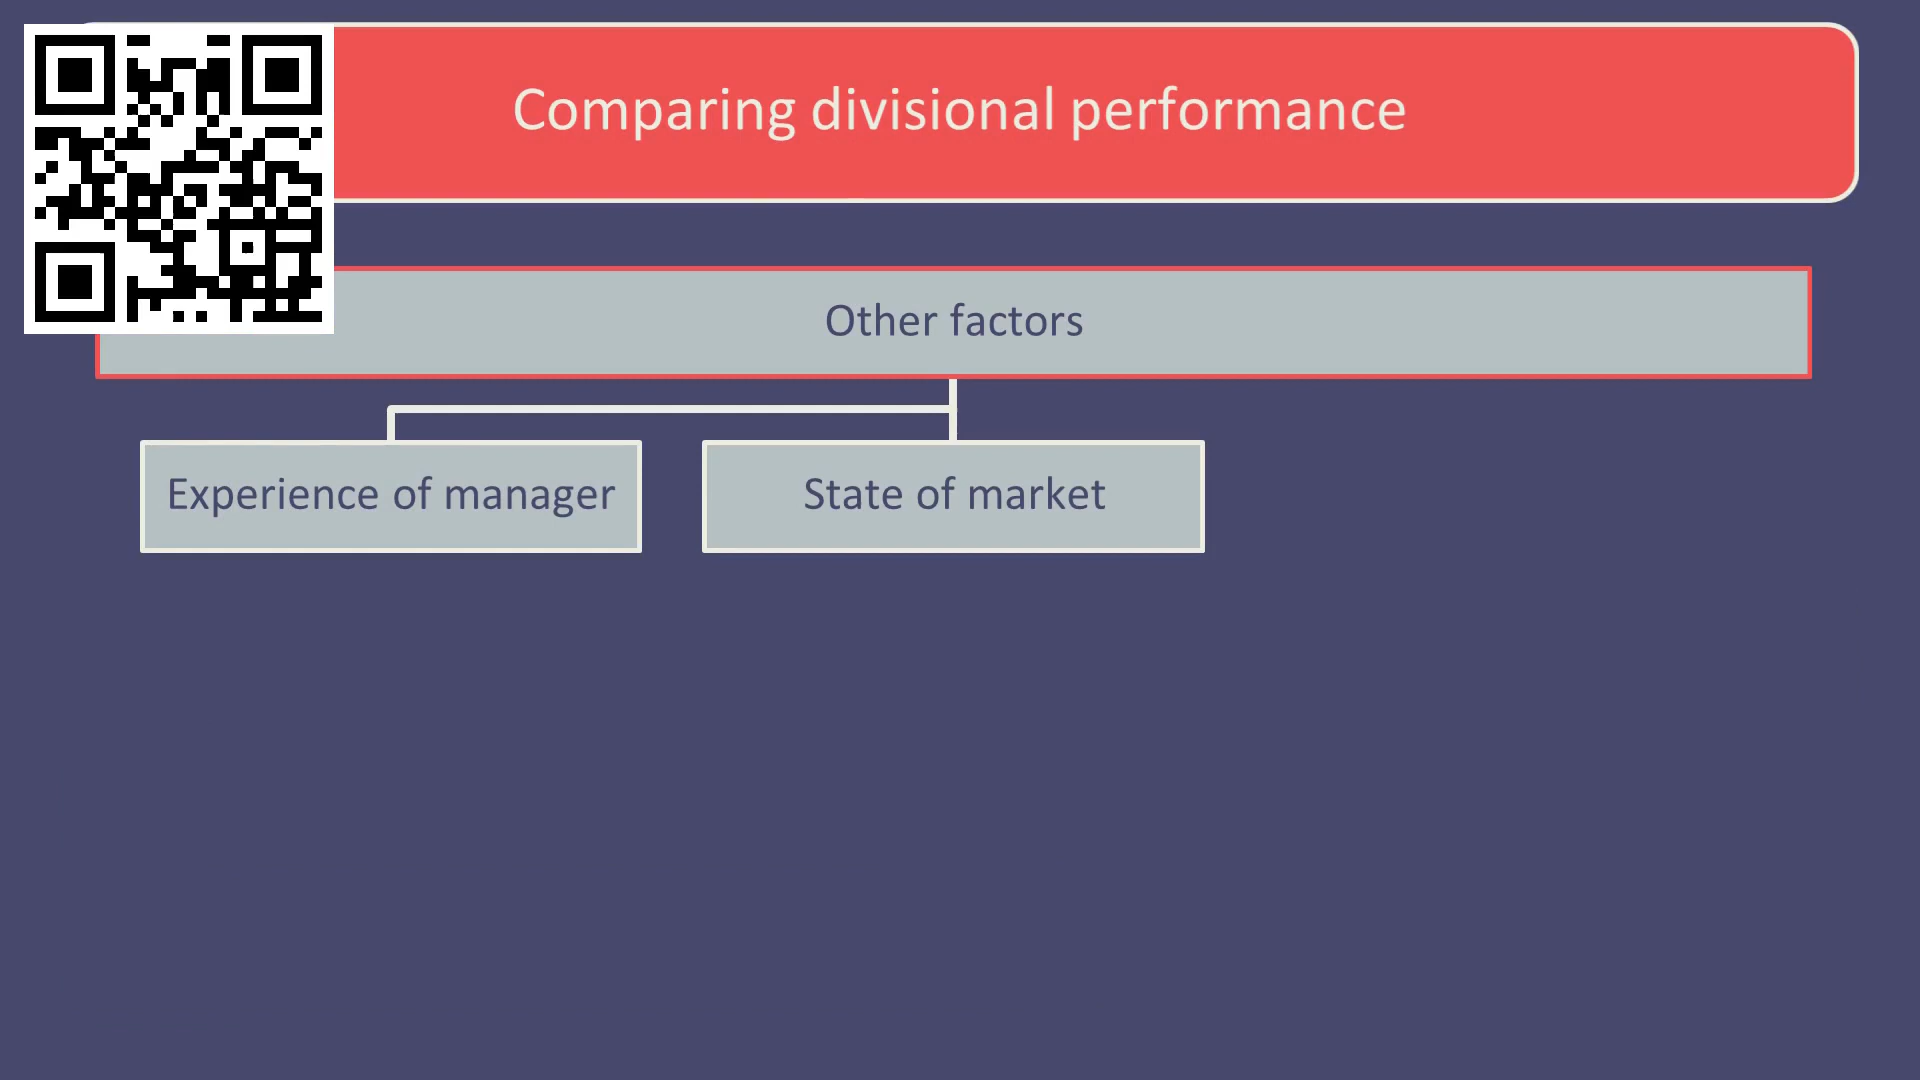 Comparing divisional performance
Other factors
Experience of manager
State of market